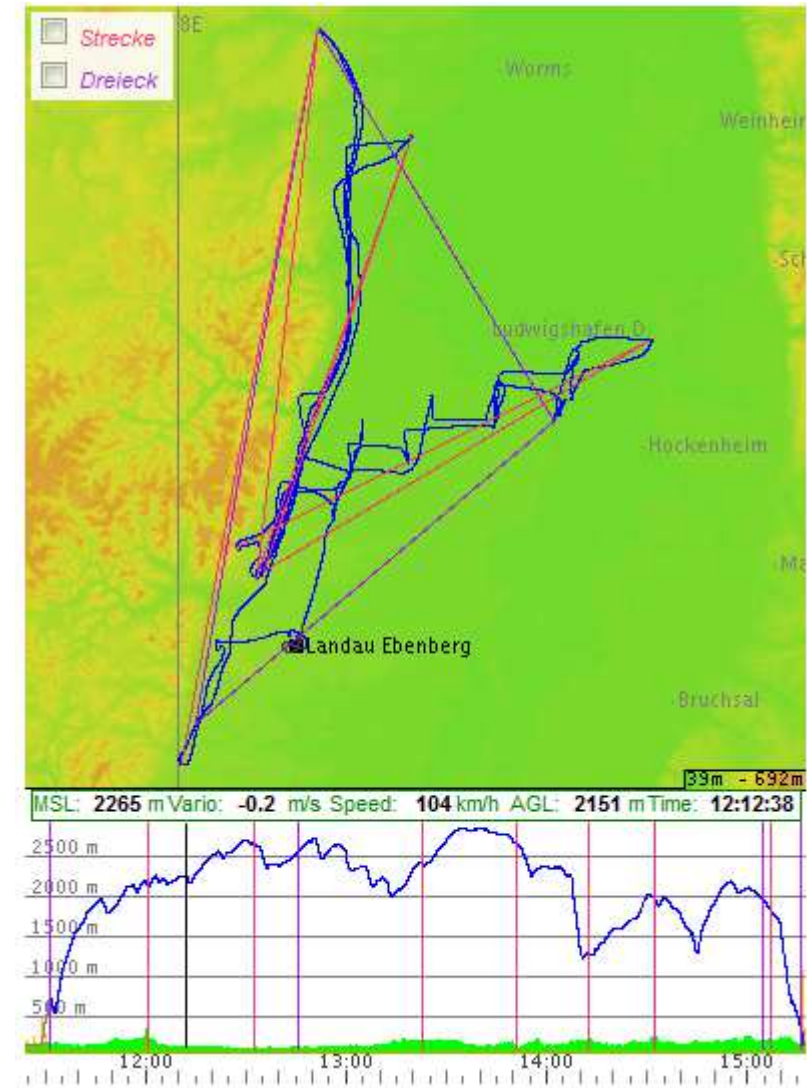 Strecke
8E
Dreieck
Worms
Weinheim
Sch
Ludwigshafen D
Hockenheim
Ma
Landau Ebenberg
Bruchsal
39m - 692m
MSL: 2265 m Vario: -0.2 m/s Speed: 104 km/h AGL: 2151 m Time: 12:12:38
2500 m
2000 m
1500 m
1000 m
500 m
12:00 13:00 14:00 15:00